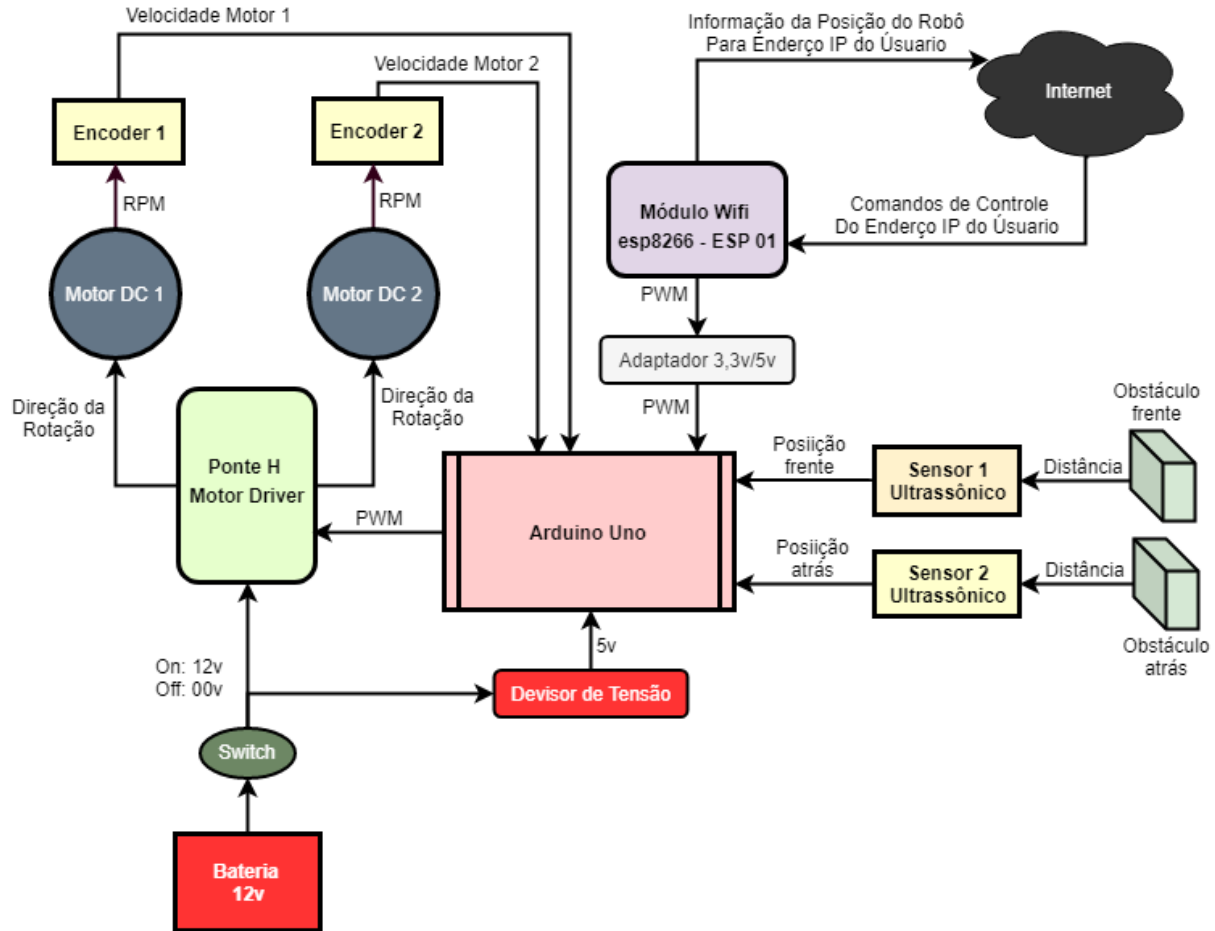 Velocidade Motor 1
Velocidade Motor 2
Informação da Posição do Robô
Para Enderço IP do Úsuario
Internet
Encoder 1
Encoder 2
RPM
RPM
Módulo Wifi
esp8266 - ESP 01
Comandos de Controle
Do Enderço IP do Úsuario
Motor DC 1
Motor DC 2
PWM
Adaptador 3,3v/5v
PWM
Direção da
Rotação
Direção da
Rotação
Obstáculo
frente
Ponte H
Motor Driver
PWM
Arduino Uno
Posiição
frente
Sensor 1
Ultrassônico
Distância
Posiição
atrás
Sensor 2
Ultrassônico
Distância
Obstáculo
atrás
5v
On: 12v
Off: 00v
Devisor de Tensão
Switch
Bateria
12v